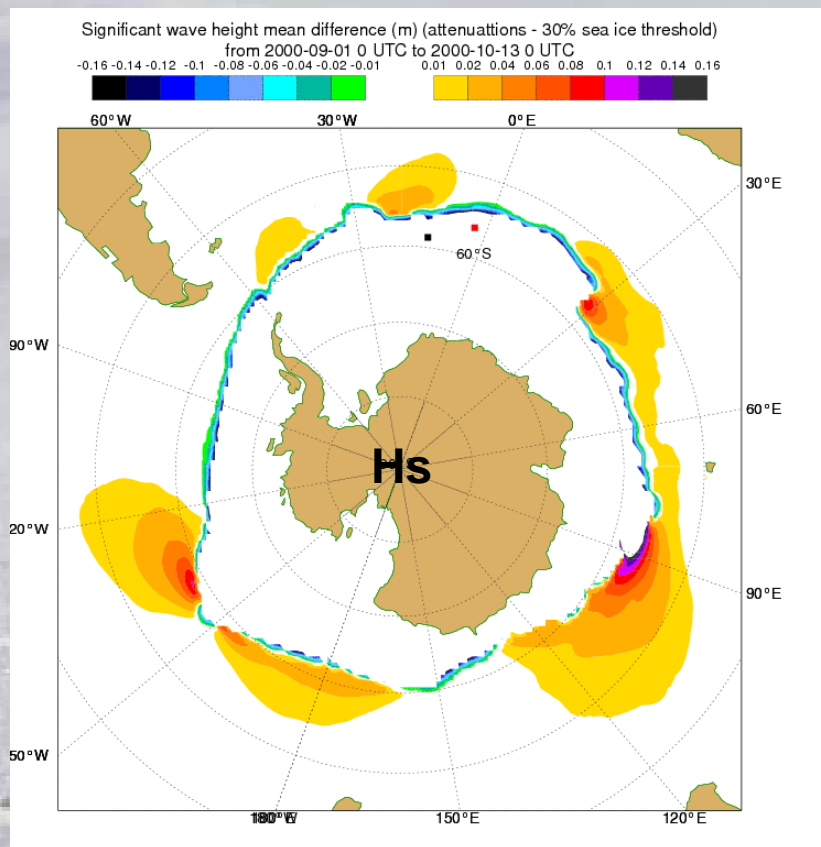 Significant wave height mean difference (m) (attenuattions - 30% sea ice threshold)
from 2000-09-01 0 UTC to 2000-10-13 0 UTC
-0.16 -0.14 -0.12 -0.1 -0.08 -0.06 -0.04 -0.02 -0.01 0.01 0.02 0.04 0.06 0.08 0.1 0.12 0.14 0.16
60°W 30°W 0°E
30°E
60°S
90°W
60°E
Hs
20°W
90°E
50°W
150°E 120°E